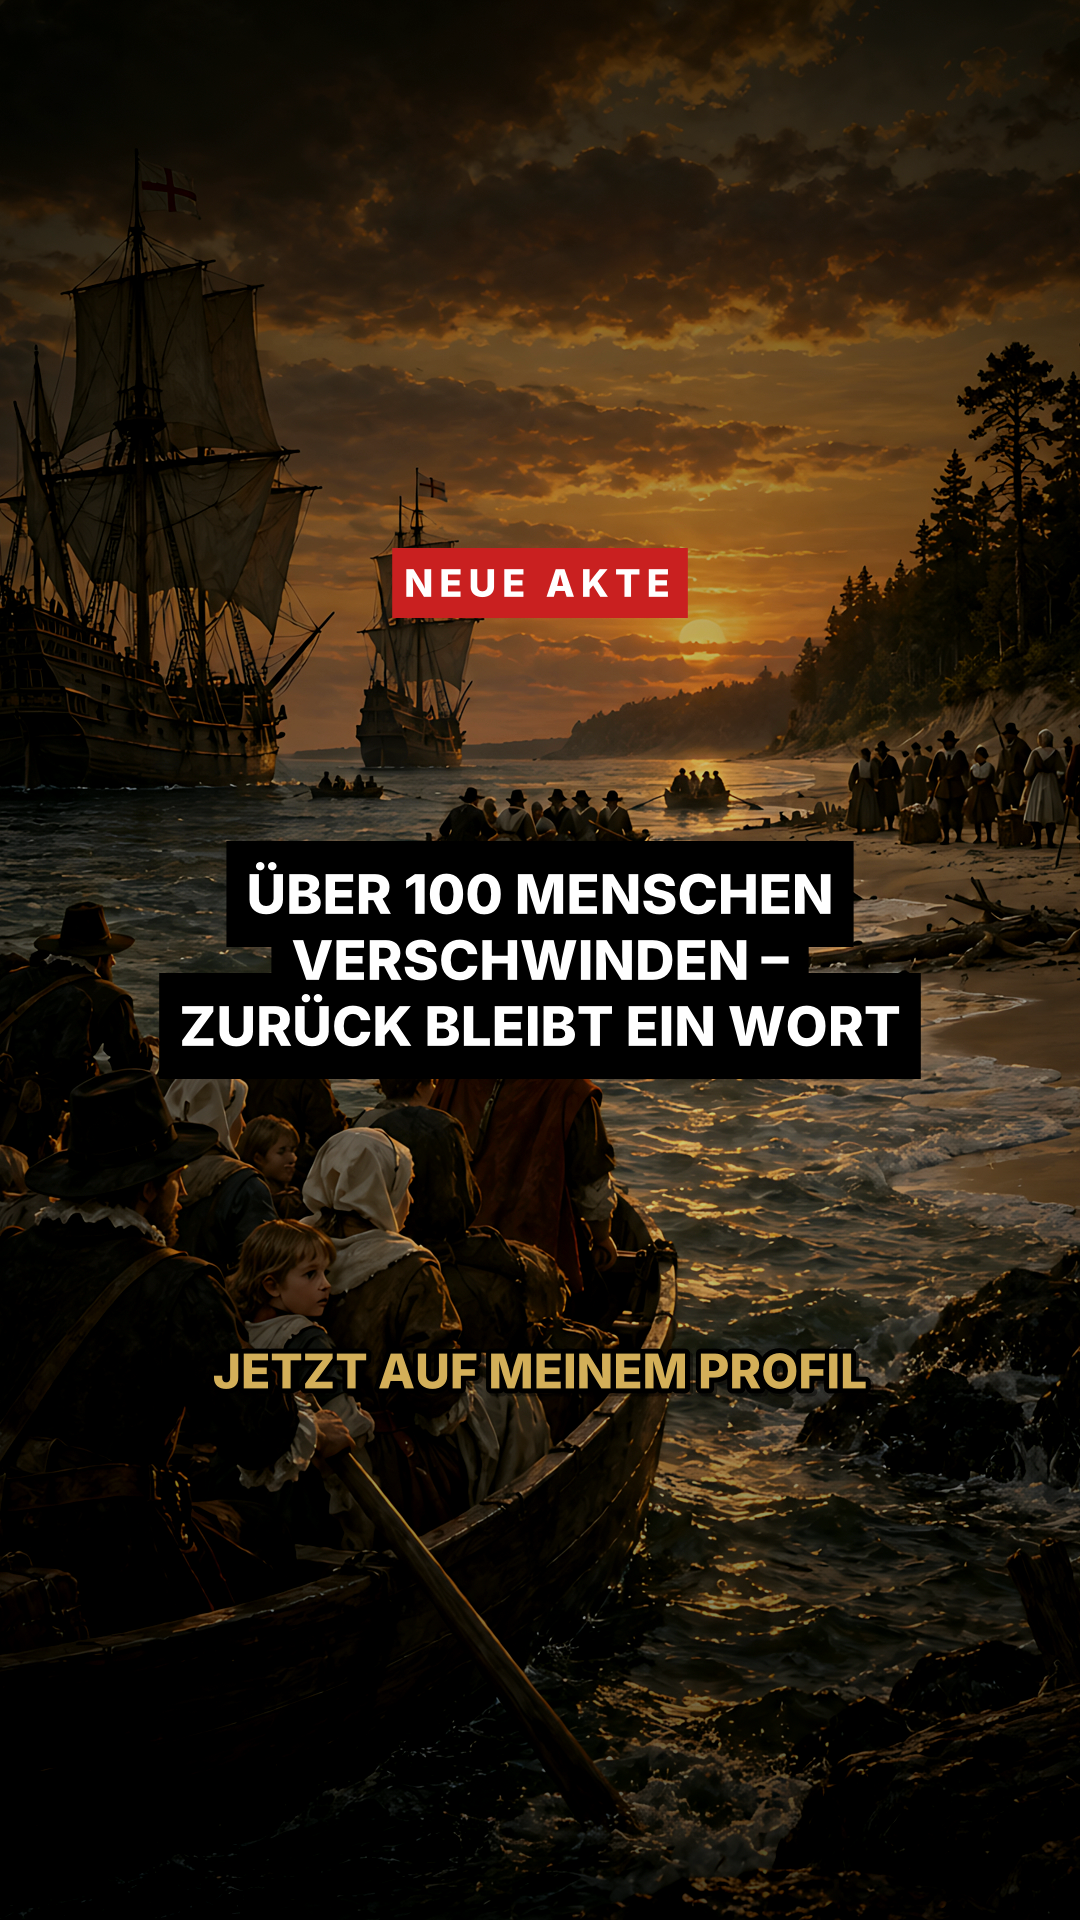 NEUE AKTE
ÜBER 100 MENSCHEN
VERSCHWINDEN –
ZURÜCK BLEIBT EIN WORT
JETZT AUF MEINEM PROFIL